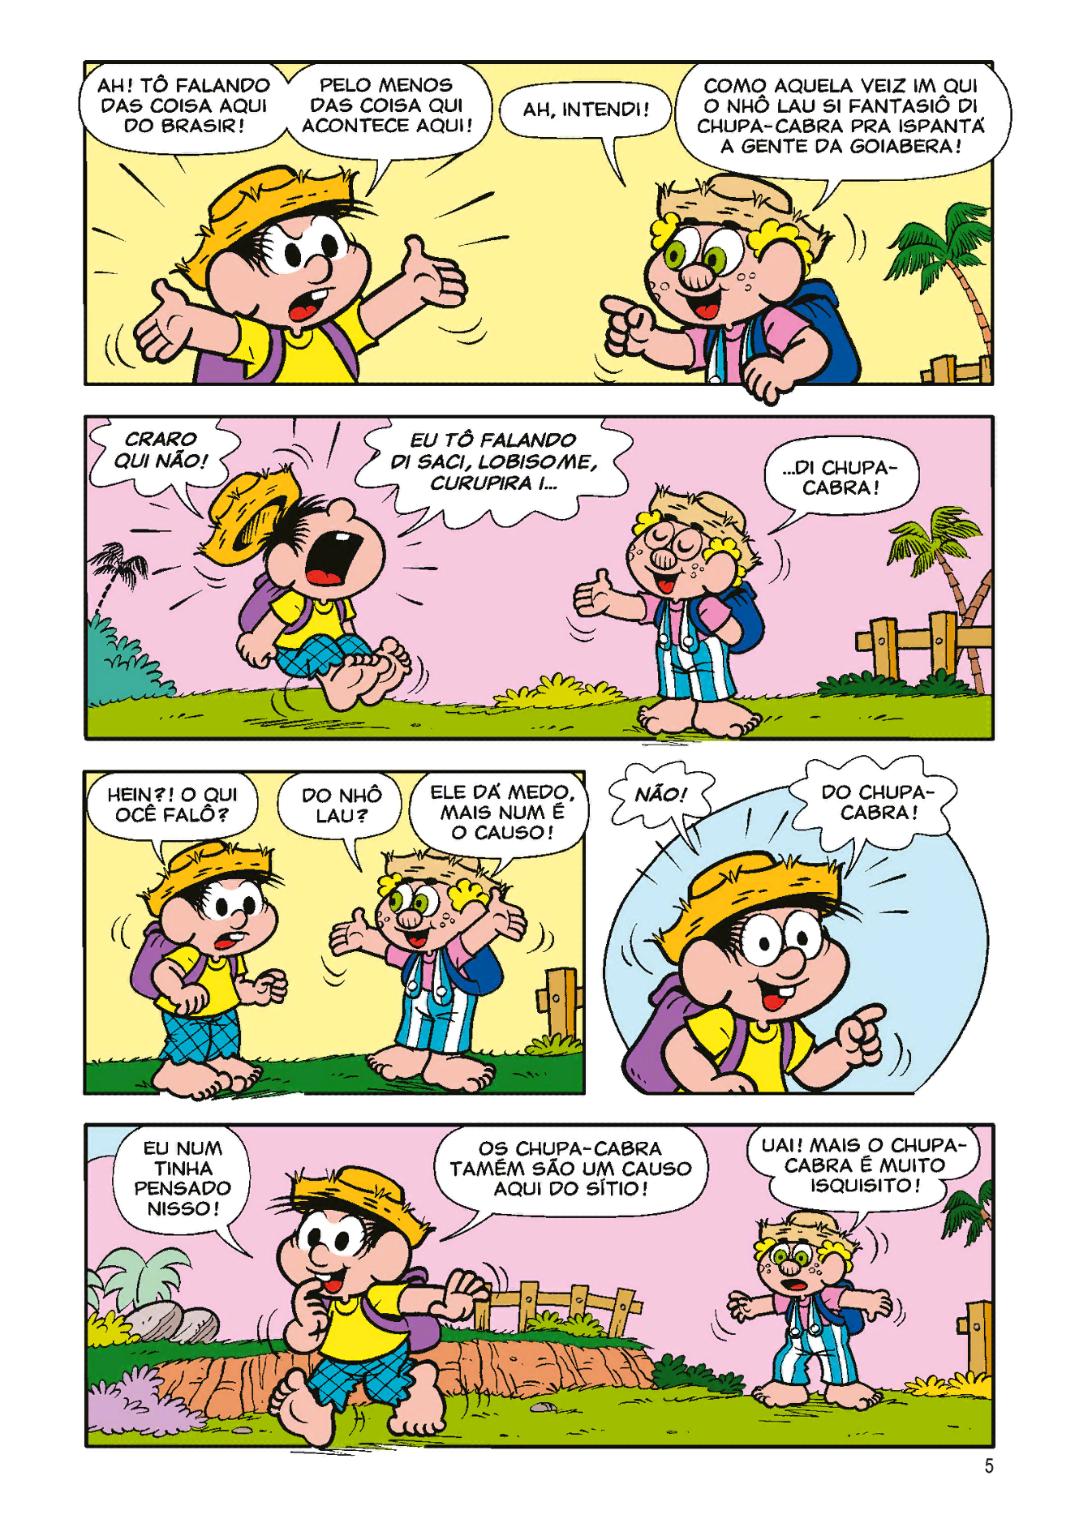 AH! TÔ FALANDO
DAS COISA AQUI
DO BRASIR!
PELO MENOS
DAS COISA QUI
ACONTECE AQUI!
AH, INTENDI!
COMO AQUELA VEIZ IM QUI
O NHÔ LAU SI FANTASIÔ DI
CHUPA-CABRA PRA ISPANTÁ
A GENTE DA GOIABERA!
CRARO
QUI NÃO!
EU TÔ FALANDO
DI SACI, LOBISOME,
CURUPIRA I...
...DI CHUPA-
CABRA!
HEIN?! O QUI
OCÊ FALÔ?
DO NHÔ
LAU?
ELE DÁ MEDO,
MAIS NUM É
O CAUSO!
NÃO!
DO CHUPA-
CABRA!
EU NUM
TINHA
PENSADO
NISSO!
OS CHUPA-CABRA
TAMÉM SÃO UM CAUSO
AQUI DO SÍTIO!
UAI! MAIS O CHUPA-
CABRA É MUITO
ISQUISITO!
5